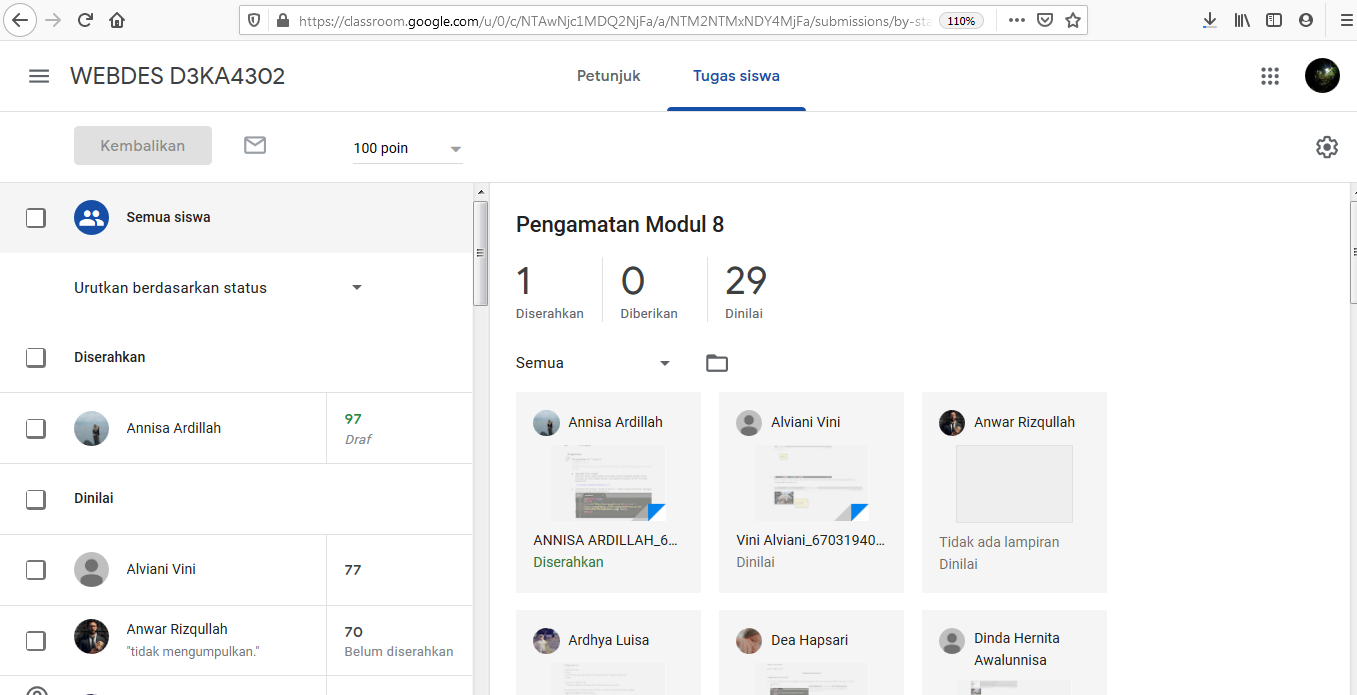 https://classroom.google.com/u/0/c/NTAwNjc1MDQ2NjFa/a/NTM2NTMxNDY4MjFa/submissions/by-sta
110%
WEBDES D3KA4302
Petunjuk
Tugas siswa
Kembalikan
100 poin
Semua siswa
Urutkan berdasarkan status
Diserahkan
Annisa Ardillah
97
Draf
Dinilai
Alviani Vini
77
Anwar Rizqullah
"tidak mengumpulkan."
70
Belum diserahkan
Pengamatan Modul 8
1
Diserahkan
0
Diberikan
29
Dinilai
Semua
Annisa Ardillah
ANNISA ARDILLAH_6…
Diserahkan
Alviani Vini
Vini Alviani_67031940…
Dinilai
Anwar Rizqullah
Tidak ada lampiran
Dinilai
Ardhya Luisa
Dea Hapsari
Dinda Hernita
Awalunnisa